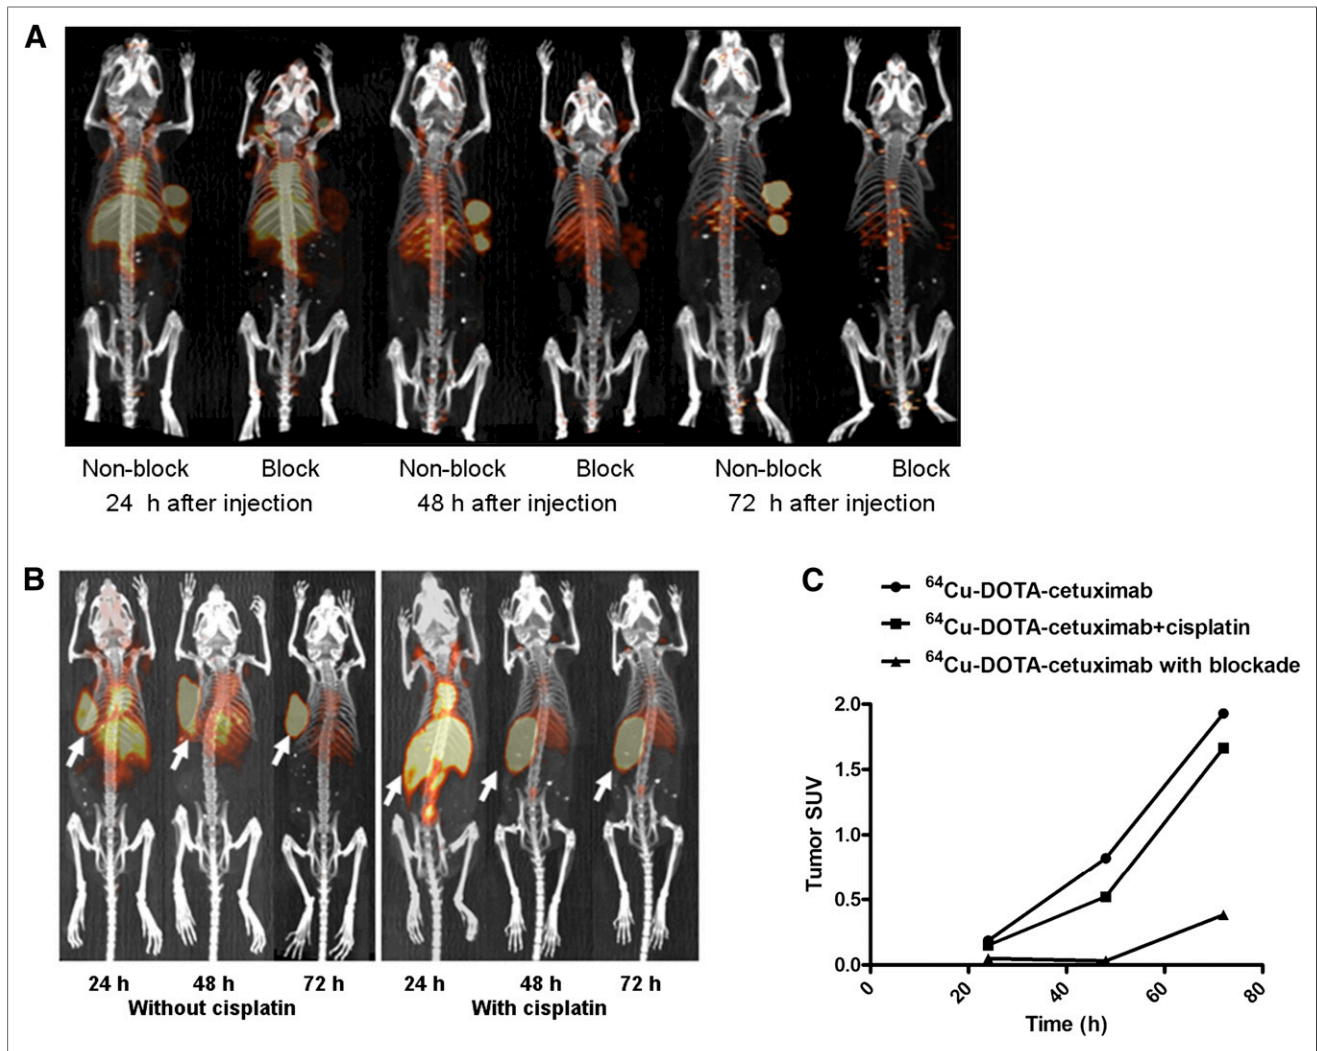 A
Non-block Block Non-block Block Non-block Block
24 h after injection 48 h after injection 72 h after injection
B
24 h 48 h 72 h 24 h 48 h 72 h
Without cisplatin With cisplatin
C
64Cu-DOTA-cetuximab
64Cu-DOTA-cetuximab+cisplatin
64Cu-DOTA-cetuximab with blockade
Tumor SUV
2.0
1.5
1.0
0.5
0.0
0 20 40 60 80
Time (h)